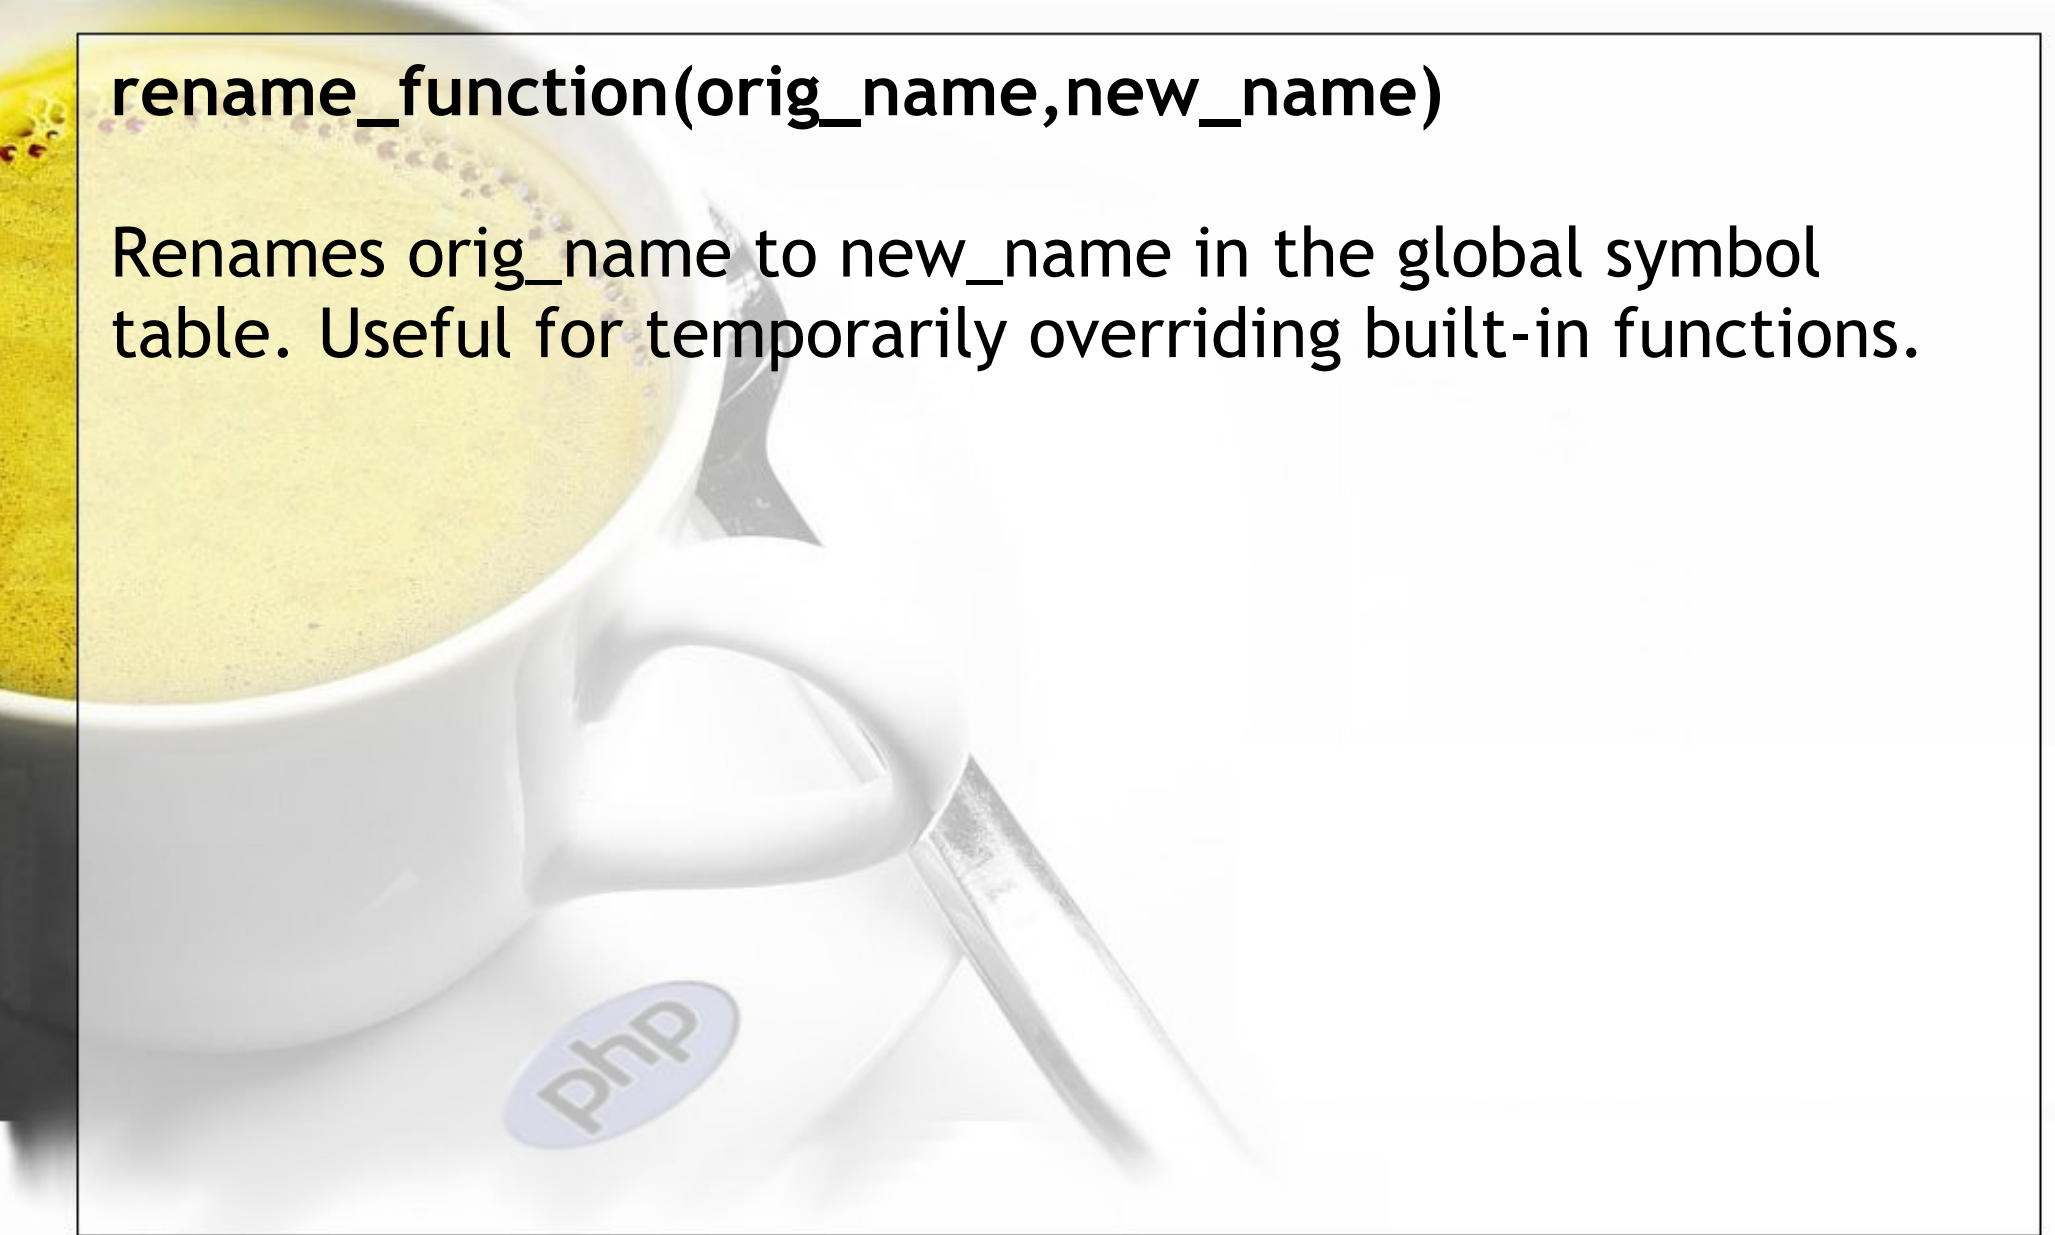 rename_function(orig_name,new_name)
Renames orig_name to new_name in the global symbol
table. Useful for temporarily overriding built-in functions.
php